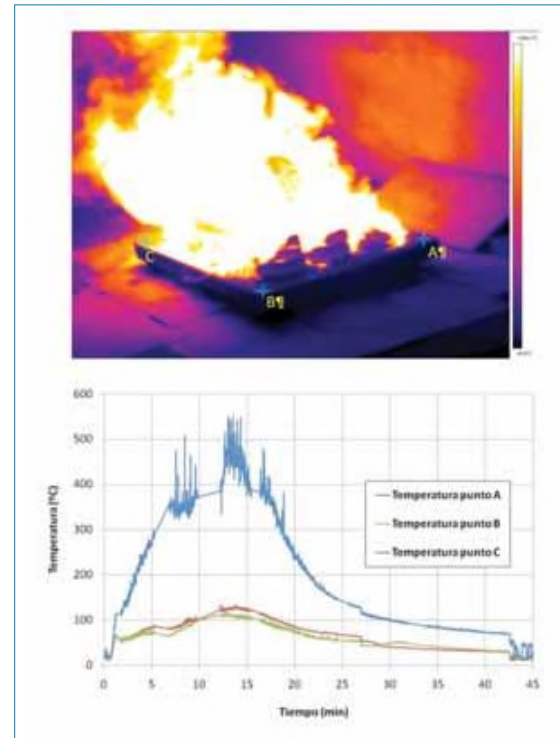 C
A¶
B¶
600
500
400
300
200
100
0
Temperatura (ºC)
Temperatura punto A
Temperatura punto B
Temperatura punto C
0 5 10 15 20 25 30 35 40 45
Tiempo (min)